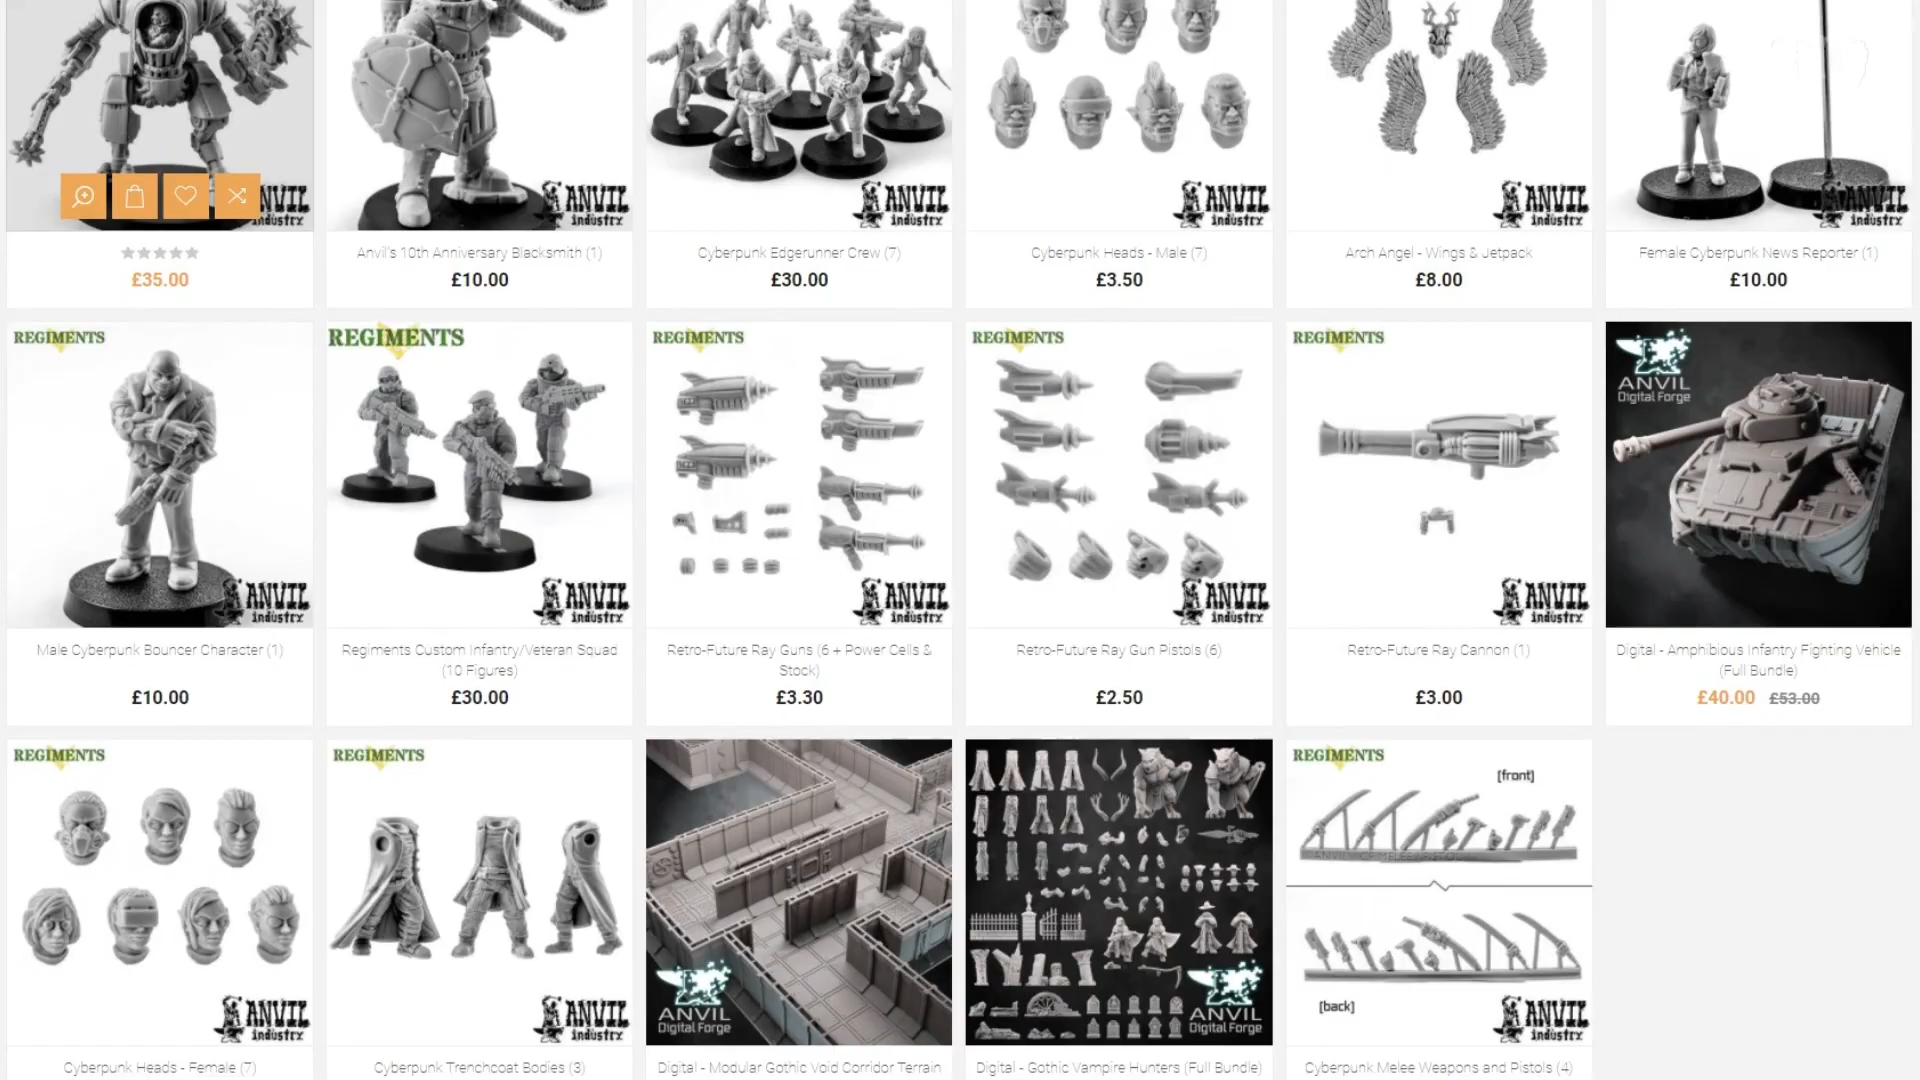 ANVIL
industry
ANVIL
industry
ANVIL
industry
ANVIL
industry
ANVIL
industry
ANVIL
industry
£35.00
Anvil's 10th Anniversary Blacksmith (1)
£10.00
Cyberpunk Edgerunner Crew (7)
£30.00
Cyberpunk Heads - Male (7)
£3.50
Arch Angel - Wings & Jetpack
£8.00
Female Cyberpunk News Reporter (1)
£10.00
REGIMENTS
ANVIL
industry
Male Cyberpunk Bouncer Character (1)
£10.00
REGIMENTS
ANVIL
industry
Regiments Custom Infantry/Veteran Squad
(10 Figures)
£30.00
REGIMENTS
ANVIL
industry
Retro-Future Ray Guns (6 + Power Cells &
Stock)
£3.30
REGIMENTS
ANVIL
industry
Retro-Future Ray Gun Pistols (6)
£2.50
REGIMENTS
ANVIL
industry
Retro-Future Ray Cannon (1)
£3.00
ANVIL
Digital Forge
Digital - Amphibious Infantry Fighting Vehicle
(Full Bundle)
£40.00 £53.00
REGIMENTS
ANVIL
industry
Cyberpunk Heads - Female (7)
REGIMENTS
ANVIL
industry
Cyberpunk Trenchcoat Bodies (3)
ANVIL
Digital Forge
Digital - Modular Gothic Void Corridor Terrain
ANVIL
Digital Forge
Digital - Gothic Vampire Hunters (Full Bundle)
REGIMENTS
[front]
[back]
ANVIL
industry
Cyberpunk Melee Weapons and Pistols (4)